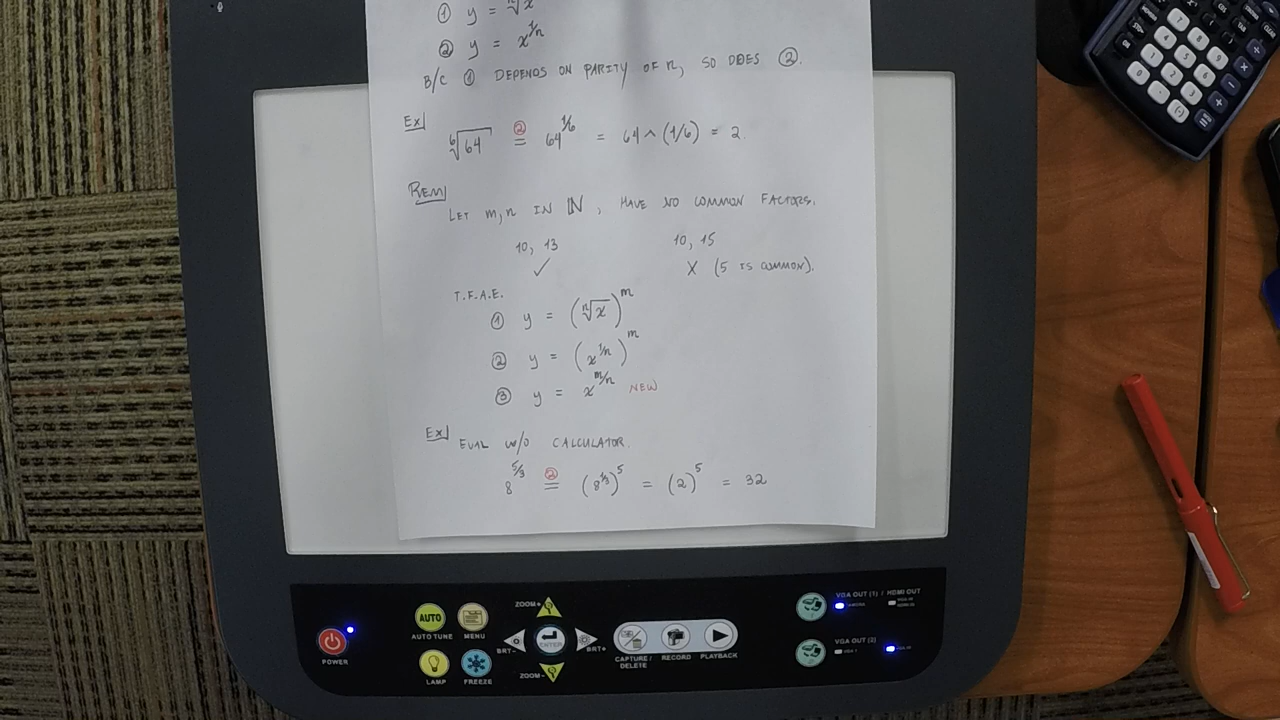 ① y = ⁿ√x
② y = x^(1/n)
B/C ① DEPENDS ON PARITY OF n, SO DOES ②.
Ex|
⁶√64 =② 64^(1/6) = 64 ^ (1/6) = 2.
REM|
LET m, n IN ℕ, HAVE NO COMMON FACTORS.
10, 13 10, 15
✓ X (5 IS COMMON).
T.F.A.E.
① y = (ⁿ√x)^m
② y = (x^(1/n))^m
③ y = x^(m/n) NEW
Ex| EVAL W/O CALCULATOR.
8^(5/3) =② (8^(1/3))^5 = (2)^5 = 32
ZOOM+
VGA OUT (1) / HDMI OUT
AUTO
AUTO TUNE MENU
BRT- ENTER BRT+
POWER
CAPTURE / DELETE RECORD PLAYBACK
VGA OUT (2)
LAMP FREEZE
ZOOM-